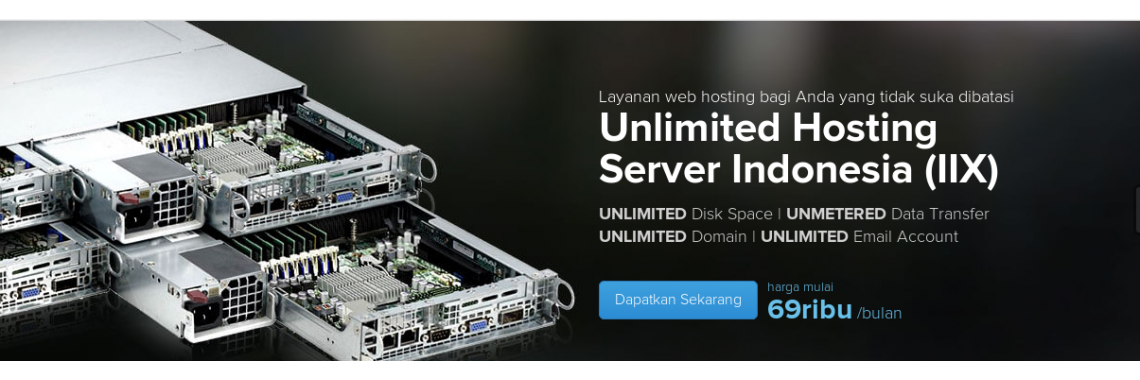 Layanan web hosting bagi Anda yang tidak suka dibatasi
Unlimited Hosting
Server Indonesia (IIX)
UNLIMITED Disk Space | UNMETERED Data Transfer
UNLIMITED Domain | UNLIMITED Email Account
Dapatkan Sekarang
harga mulai
69ribu /bulan